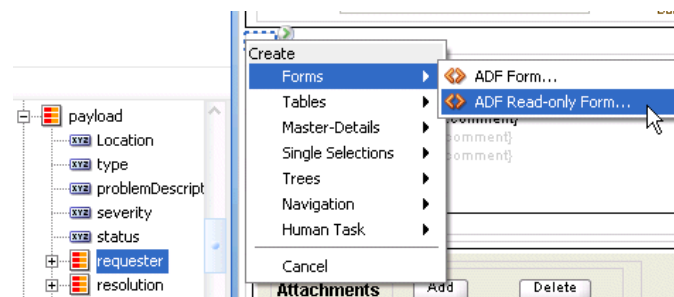 payload
Location
type
problemDescript
severity
status
requester
resolution
Create
Forms
Tables
Master-Details
Single Selections
Trees
Navigation
Human Task
Cancel
ADF Form...
ADF Read-only Form...
comment}
comment}
Attachments
Add
Delete